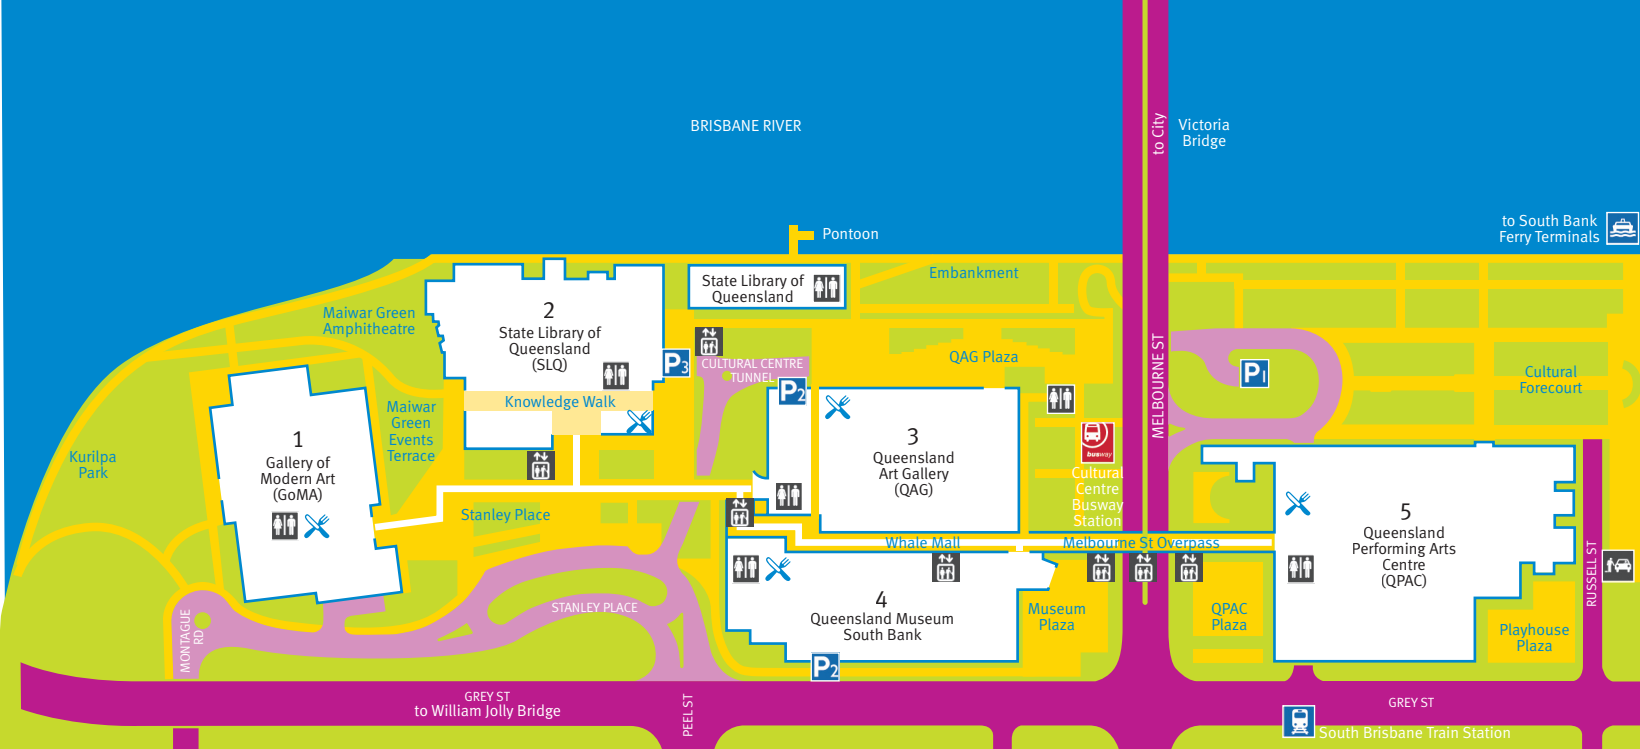 BRISBANE RIVER
to City
Victoria
Bridge
to South Bank
Ferry Terminals
Pontoon
Embankment
State Library of
Queensland
Maiwar Green
Amphitheatre
2
State Library of
Queensland
(SLQ)
P3
CULTURAL CENTRE
TUNNEL
P2
QAG Plaza
MELBOURNE ST
P1
Cultural
Forecourt
Knowledge Walk
Maiwar
Green
Events
Terrace
Kurilpa
Park
1
Gallery of
Modern Art
(GoMA)
3
Queensland
Art Gallery
(QAG)
busway
Cultural
Centre
Busway
Station
5
Queensland
Performing Arts
Centre
(QPAC)
Stanley Place
Whale Mall
Melbourne St Overpass
RUSSELL ST
4
Queensland Museum
South Bank
Museum
Plaza
QPAC
Plaza
Playhouse
Plaza
STANLEY PLACE
MONTAGUE
RD
P2
GREY ST
to William Jolly Bridge
PEEL ST
GREY ST
South Brisbane Train Station